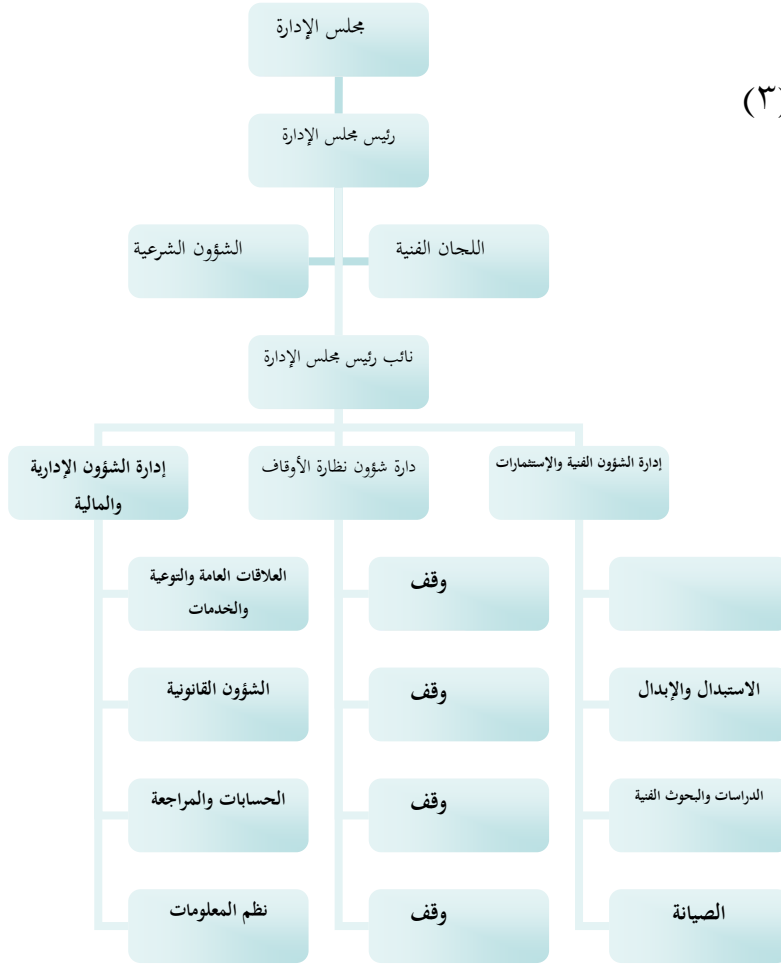 مجلس الإدارة
(٣)
رئيس مجلس الإدارة
اللجان الفنية
الشؤون الشرعية
نائب رئيس مجلس الإدارة
إدارة الشؤون الفنية والإستثمارات
دارة شؤون نظارة الأوقاف
إدارة الشؤون الإدارية
والمالية
وقف
العلاقات العامة والتوعية
والخدمات
الاستبدال والإبدال
وقف
الشؤون القانونية
الدراسات والبحوث الفنية
وقف
الحسابات والمراجعة
الصيانة
وقف
نظم المعلومات